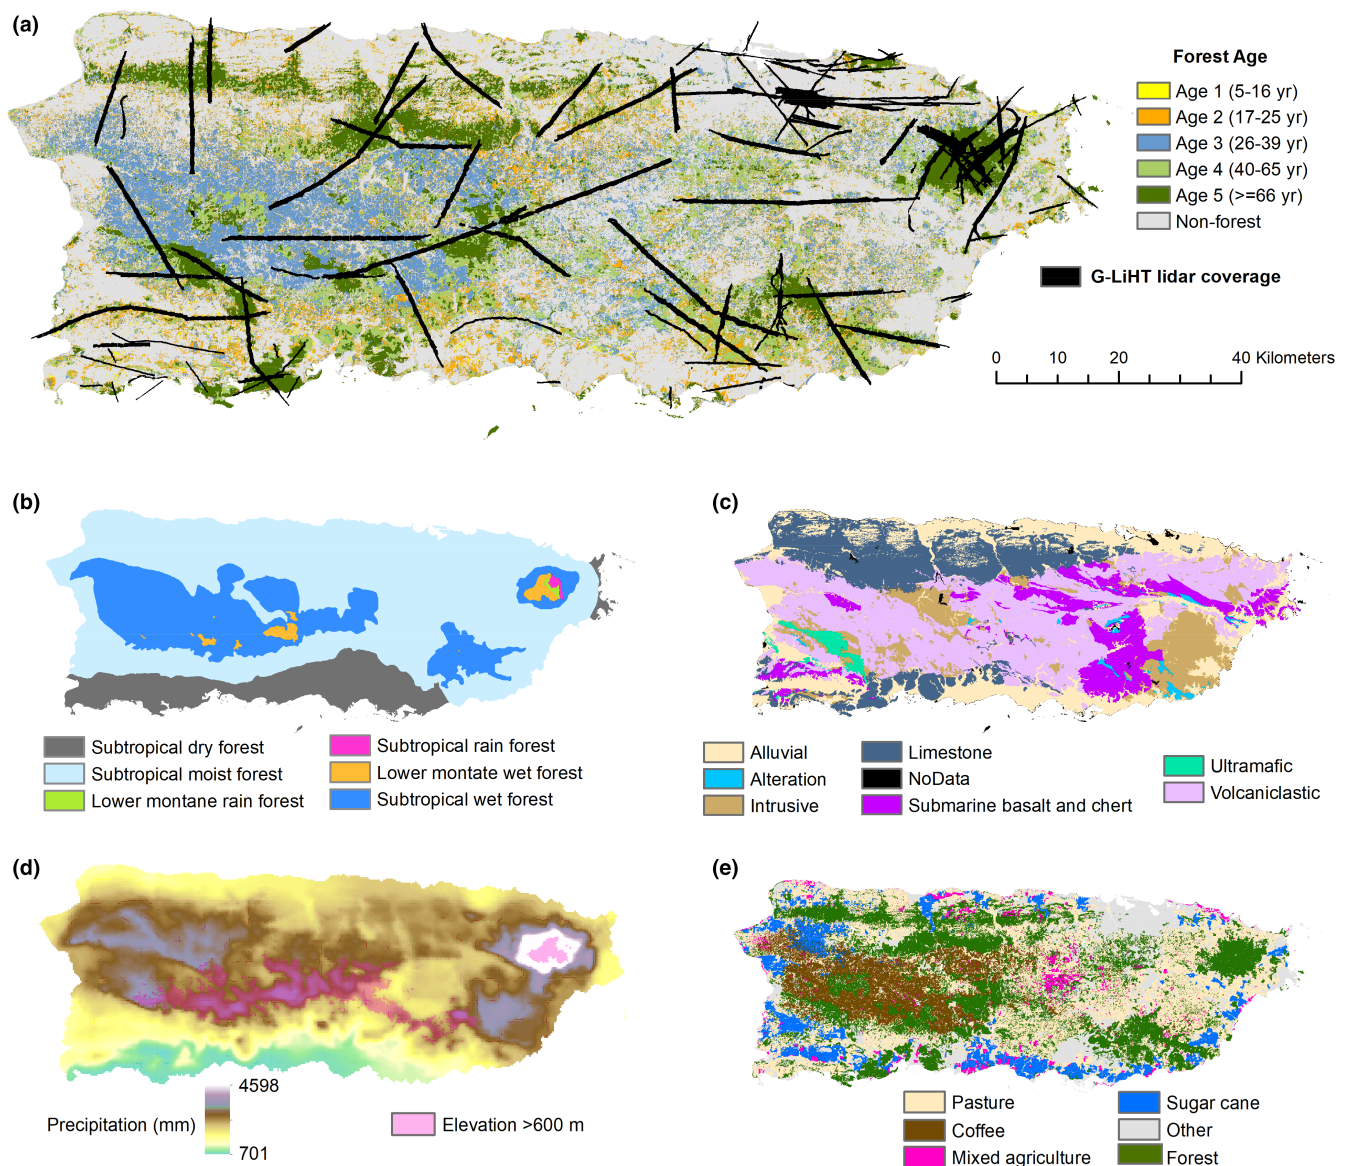 (a)
Forest Age
Age 1 (5-16 yr)
Age 2 (17-25 yr)
Age 3 (26-39 yr)
Age 4 (40-65 yr)
Age 5 (>=66 yr)
Non-forest
G-LiHT lidar coverage
0 10 20 40 Kilometers
(b)
Subtropical dry forest
Subtropical moist forest
Lower montane rain forest
Subtropical rain forest
Lower montate wet forest
Subtropical wet forest
(c)
Alluvial
Alteration
Intrusive
Limestone
NoData
Submarine basalt and chert
Ultramafic
Volcaniclastic
(d)
Precipitation (mm)
4598
701
Elevation >600 m
(e)
Pasture
Coffee
Mixed agriculture
Sugar cane
Other
Forest